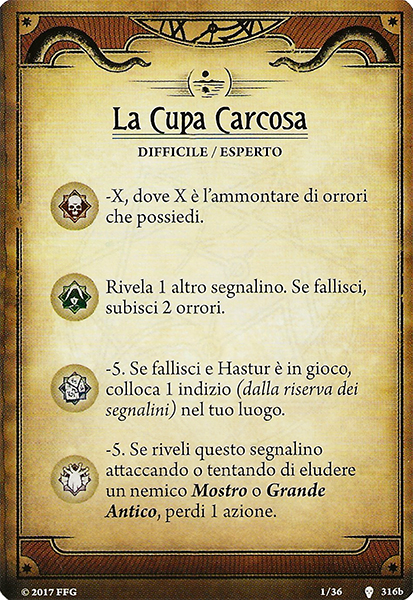 La Cupa Carcosa
DIFFICILE / ESPERTO
-X, dove X è l'ammontare di orrori
che possiedi.
Rivela 1 altro segnalino. Se fallisci,
subisci 2 orrori.
-5. Se fallisci e Hastur è in gioco,
colloca 1 indizio (dalla riserva dei
segnalini) nel tuo luogo.
-5. Se riveli questo segnalino
attaccando o tentando di eludere
un nemico Mostro o Grande
Antico, perdi 1 azione.
© 2017 FFG 1/36 316b